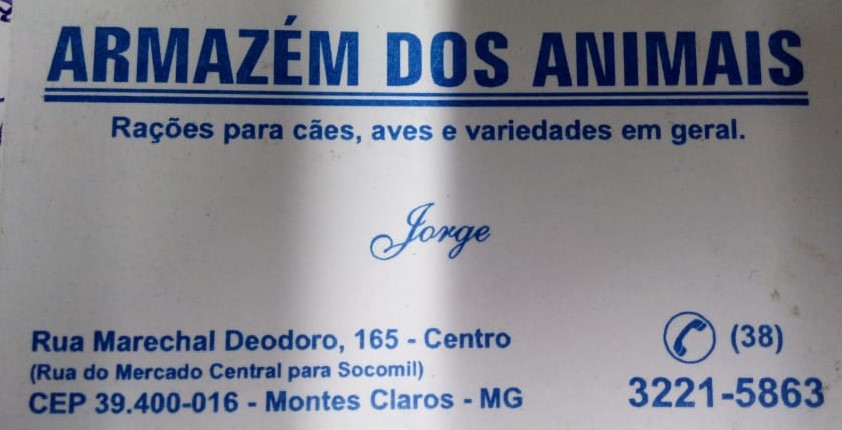 ARMAZÉM DOS ANIMAIS
Rações para cães, aves e variedades em geral.
Jorge
Rua Marechal Deodoro, 165 - Centro
(Rua do Mercado Central para Socomil)
CEP 39.400-016 - Montes Claros - MG
(38)
3221-5863